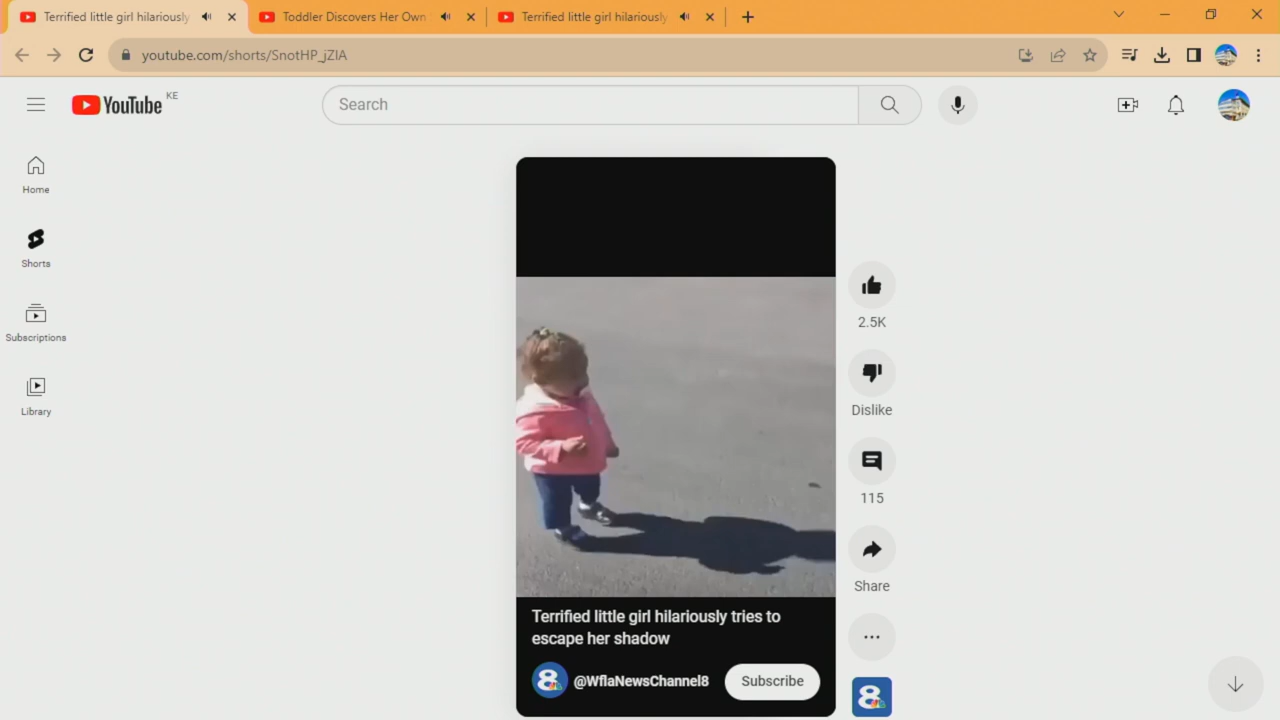 Terrified little girl hilariously
Toddler Discovers Her Own
Terrified little girl hilariously
youtube.com/shorts/SnotHP_jZIA
YouTube KE
Search
Home
Shorts
Subscriptions
Library
2.5K
Dislike
115
Share
Terrified little girl hilariously tries to
escape her shadow
8 @WflaNewsChannel8 Subscribe
8